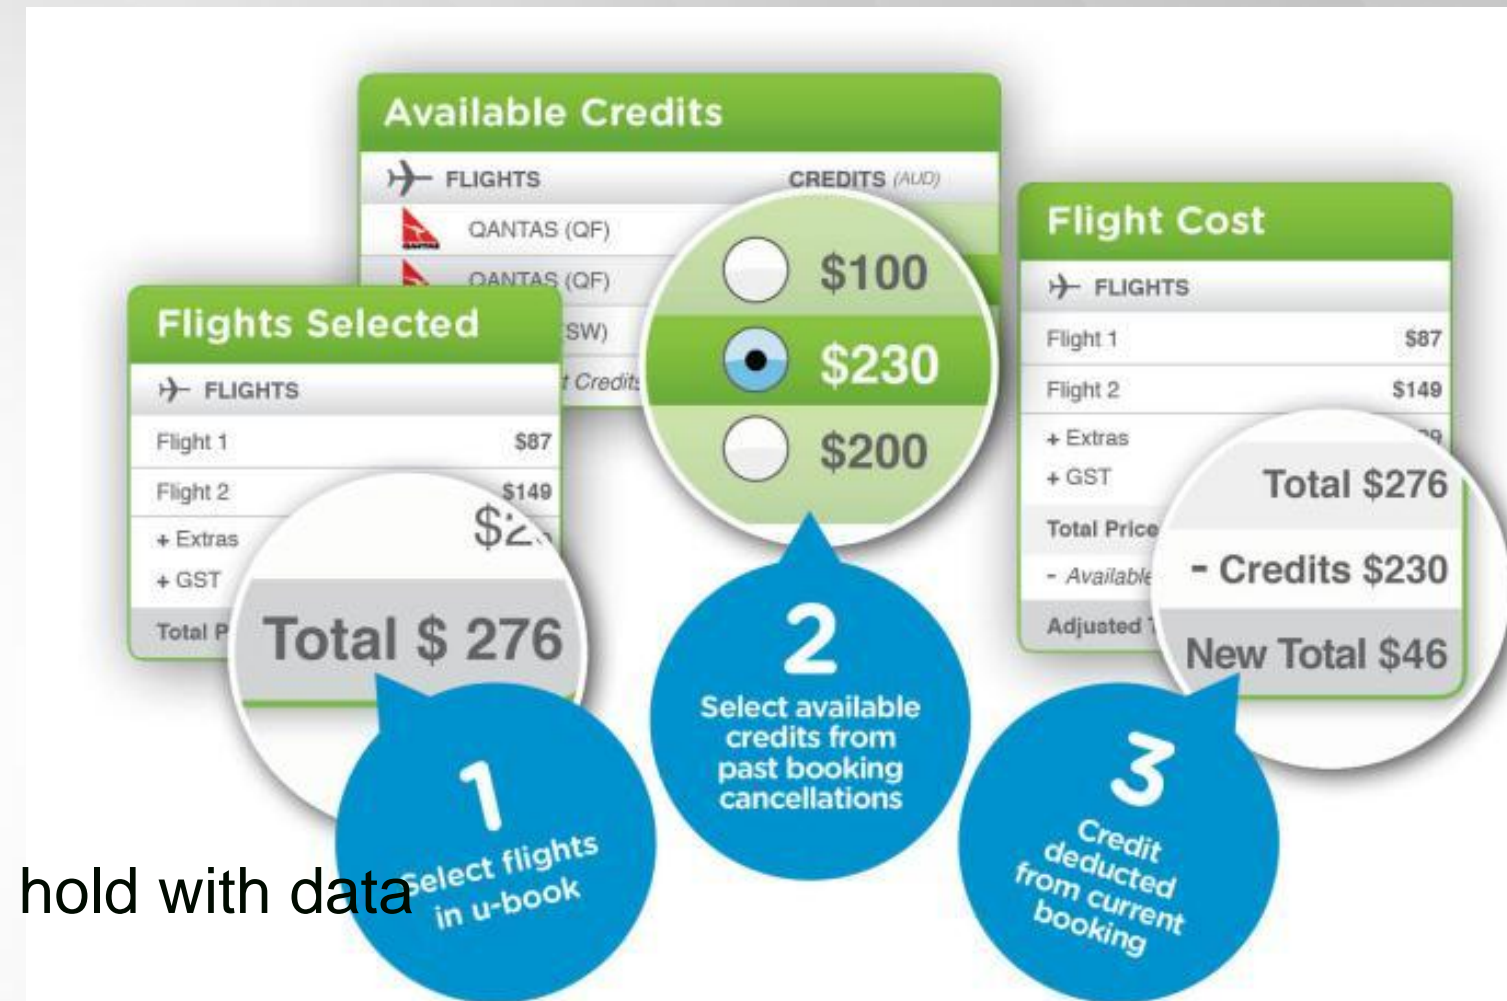 Available Credits
FLIGHTS CREDITS (AUD)
QANTAS (QF)
QANTAS (QF)
SW)
t Credits
$100
$230
$200
Flights Selected
FLIGHTS
Flight 1 $87
Flight 2 $149
+ Extras
+ GST
Total P
Total $ 276
Flight Cost
FLIGHTS
Flight 1 $87
Flight 2 $149
+ Extras
+ GST
Total Price
- Available
Adjusted
Total $276
- Credits $230
New Total $46
1
Select flights
in u-book
2
Select available
credits from
past booking
cancellations
3
Credit
deducted
from current
booking
hold with data